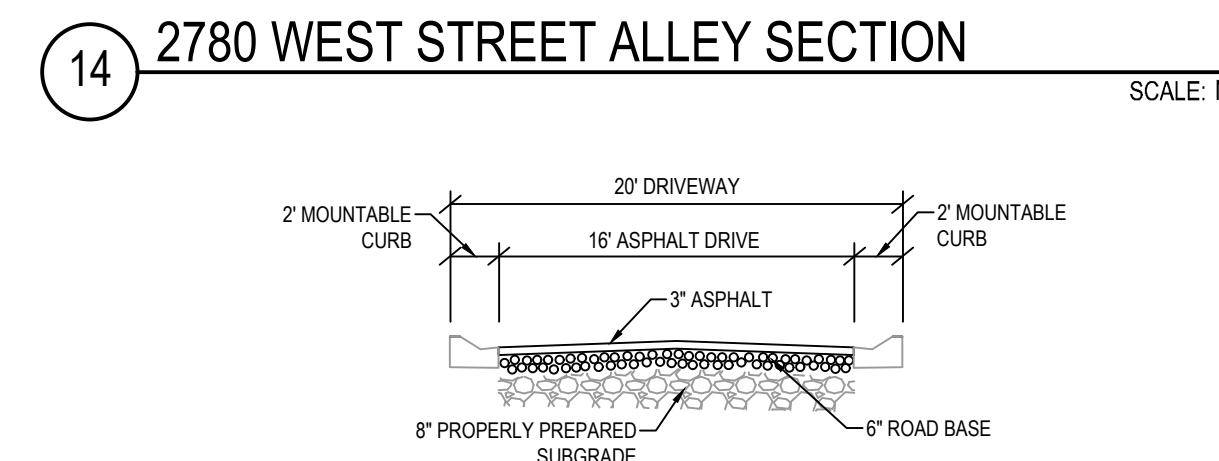 14
2780 WEST STREET ALLEY SECTION
SCALE:
20' DRIVEWAY
2' MOUNTABLE
CURB
16' ASPHALT DRIVE
2' MOUNTABLE
CURB
3" ASPHALT
8" PROPERLY PREPARED
SUBGRADE
6" ROAD BASE